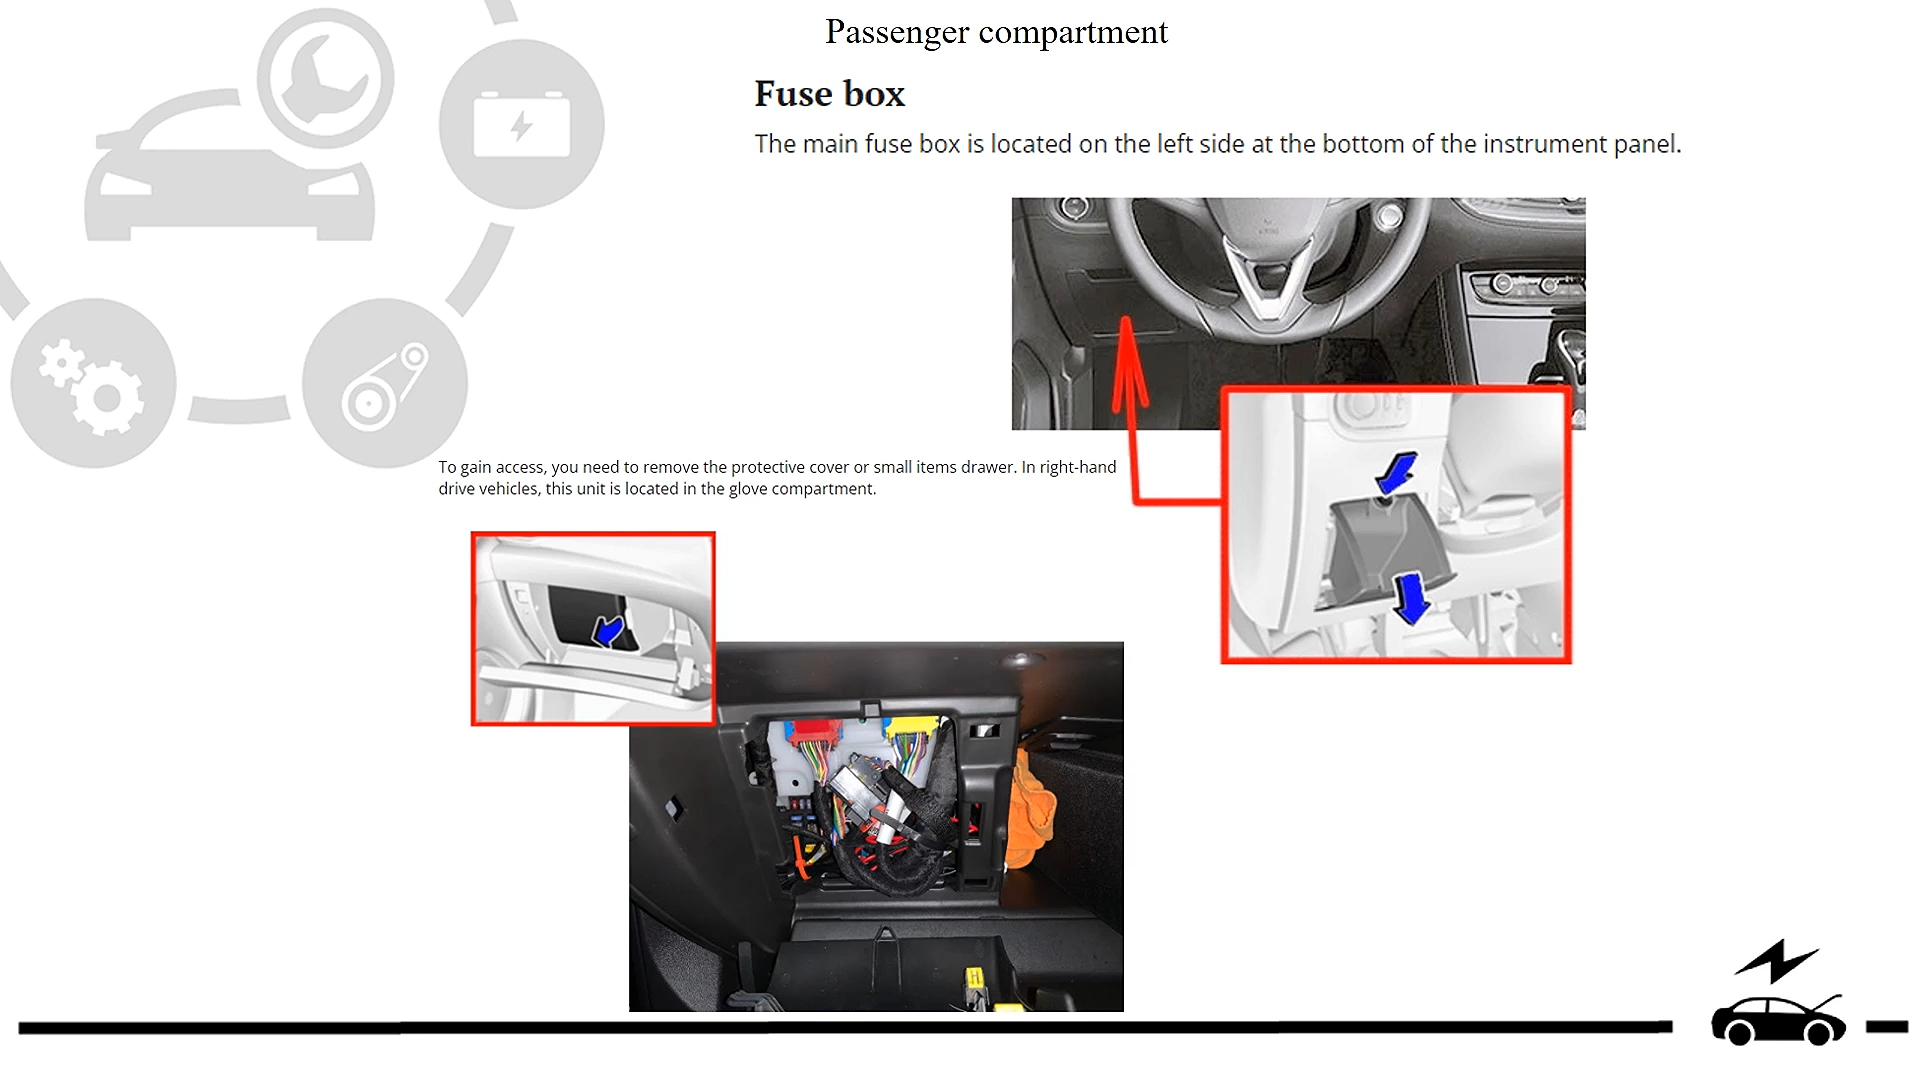 Passenger compartment
Fuse box
The main fuse box is located on the left side at the bottom of the instrument panel.
To gain access, you need to remove the protective cover or small items drawer. In right-hand
drive vehicles, this unit is located in the glove compartment.